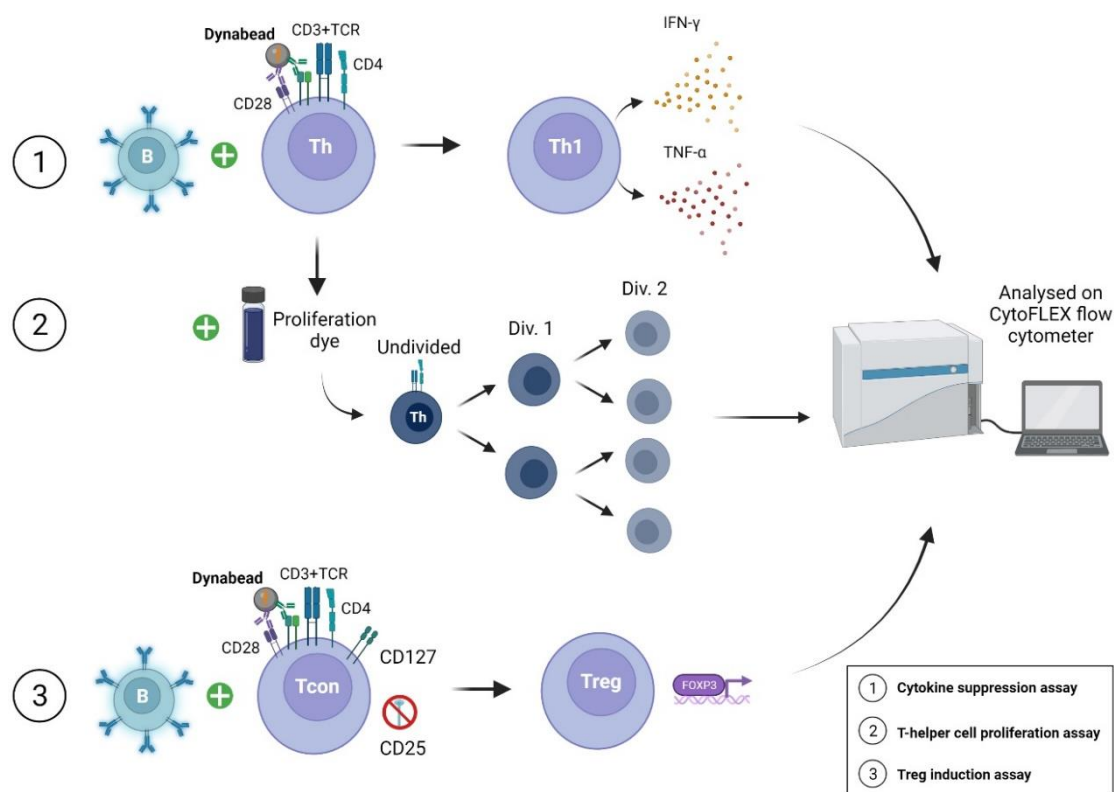 IFN-γ
Dynabead
CD3+TCR
CD4
CD28
1
B
Th
Th1
TNF-α
2
Proliferation
dye
Undivided
Th
Div. 1
Div. 2
Analysed on
CytoFLEX flow
cytometer
3
Dynabead
CD3+TCR
CD4
CD28
CD127
B
Tcon
CD25
Treg
FOXP3
1 Cytokine suppression assay
2 T-helper cell proliferation assay
3 Treg induction assay